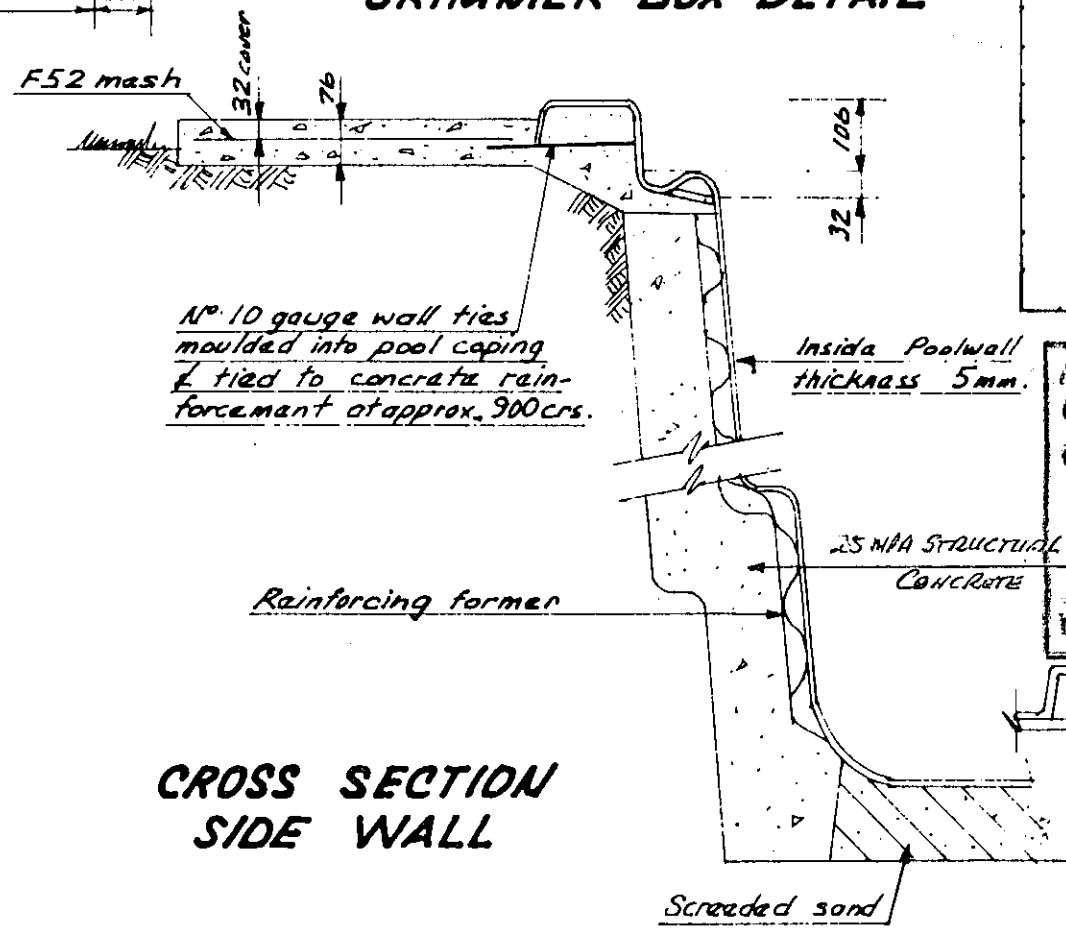 SKIMMER BOX DETAIL
F52 mesh
32 cover
76
106
32
Nº 10 gauge wall ties
moulded into pool coping
& tied to concrete rein-
forcement at approx. 900 crs.
Inside Poolwall
thickness 5mm.
25 MPA STRUCTURAL
CONCRETE
Reinforcing former
CROSS SECTION
SIDE WALL
Screeded sand